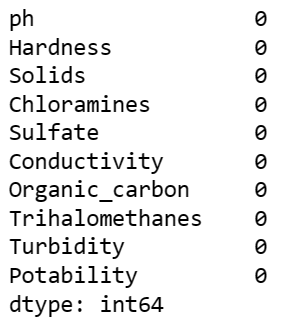 ph 0
Hardness 0
Solids 0
Chloramines 0
Sulfate 0
Conductivity 0
Organic_carbon 0
Trihalomethanes 0
Turbidity 0
Potability 0
dtype: int64